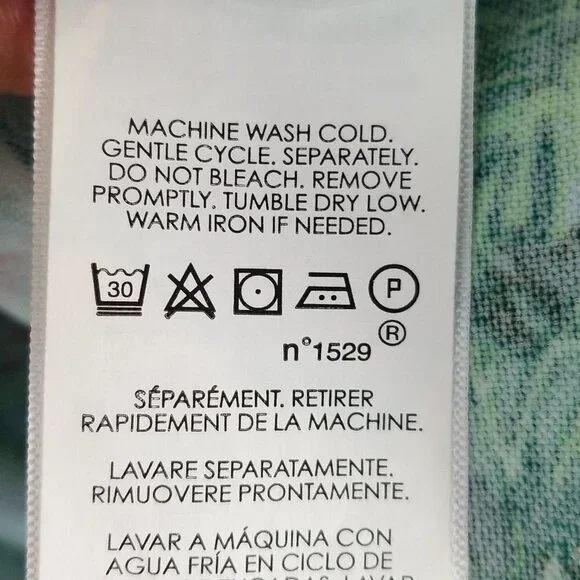 MACHINE WASH COLD.
GENTLE CYCLE. SEPARATELY.
DO NOT BLEACH. REMOVE
PROMPTLY. TUMBLE DRY LOW.
WARM IRON IF NEEDED.
30 P
n°1529 ®
SÉPARÉMENT. RETIRER
RAPIDEMENT DE LA MACHINE.
LAVARE SEPARATAMENTE.
RIMUOVERE PRONTAMENTE.
LAVAR A MÁQUINA CON
AGUA FRÍA EN CICLO DE